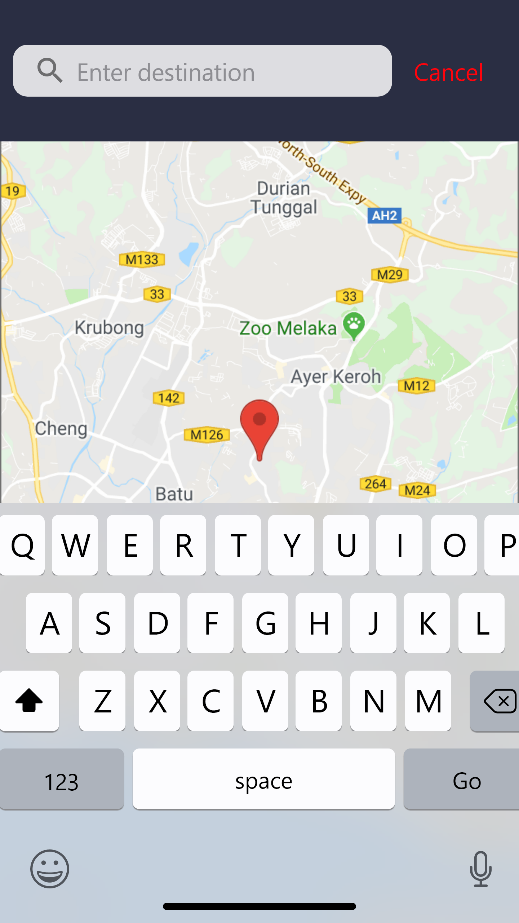 Enter destination
Cancel
North-South Expy
19
Durian
Tunggal
AH2
M133
M29
33
33
Krubong
Zoo Melaka
Ayer Keroh
M12
142
Cheng
M126
264
M24
Batu
Q W E R T Y U I O P
A S D F G H J K L
Z X C V B N M
123 space Go